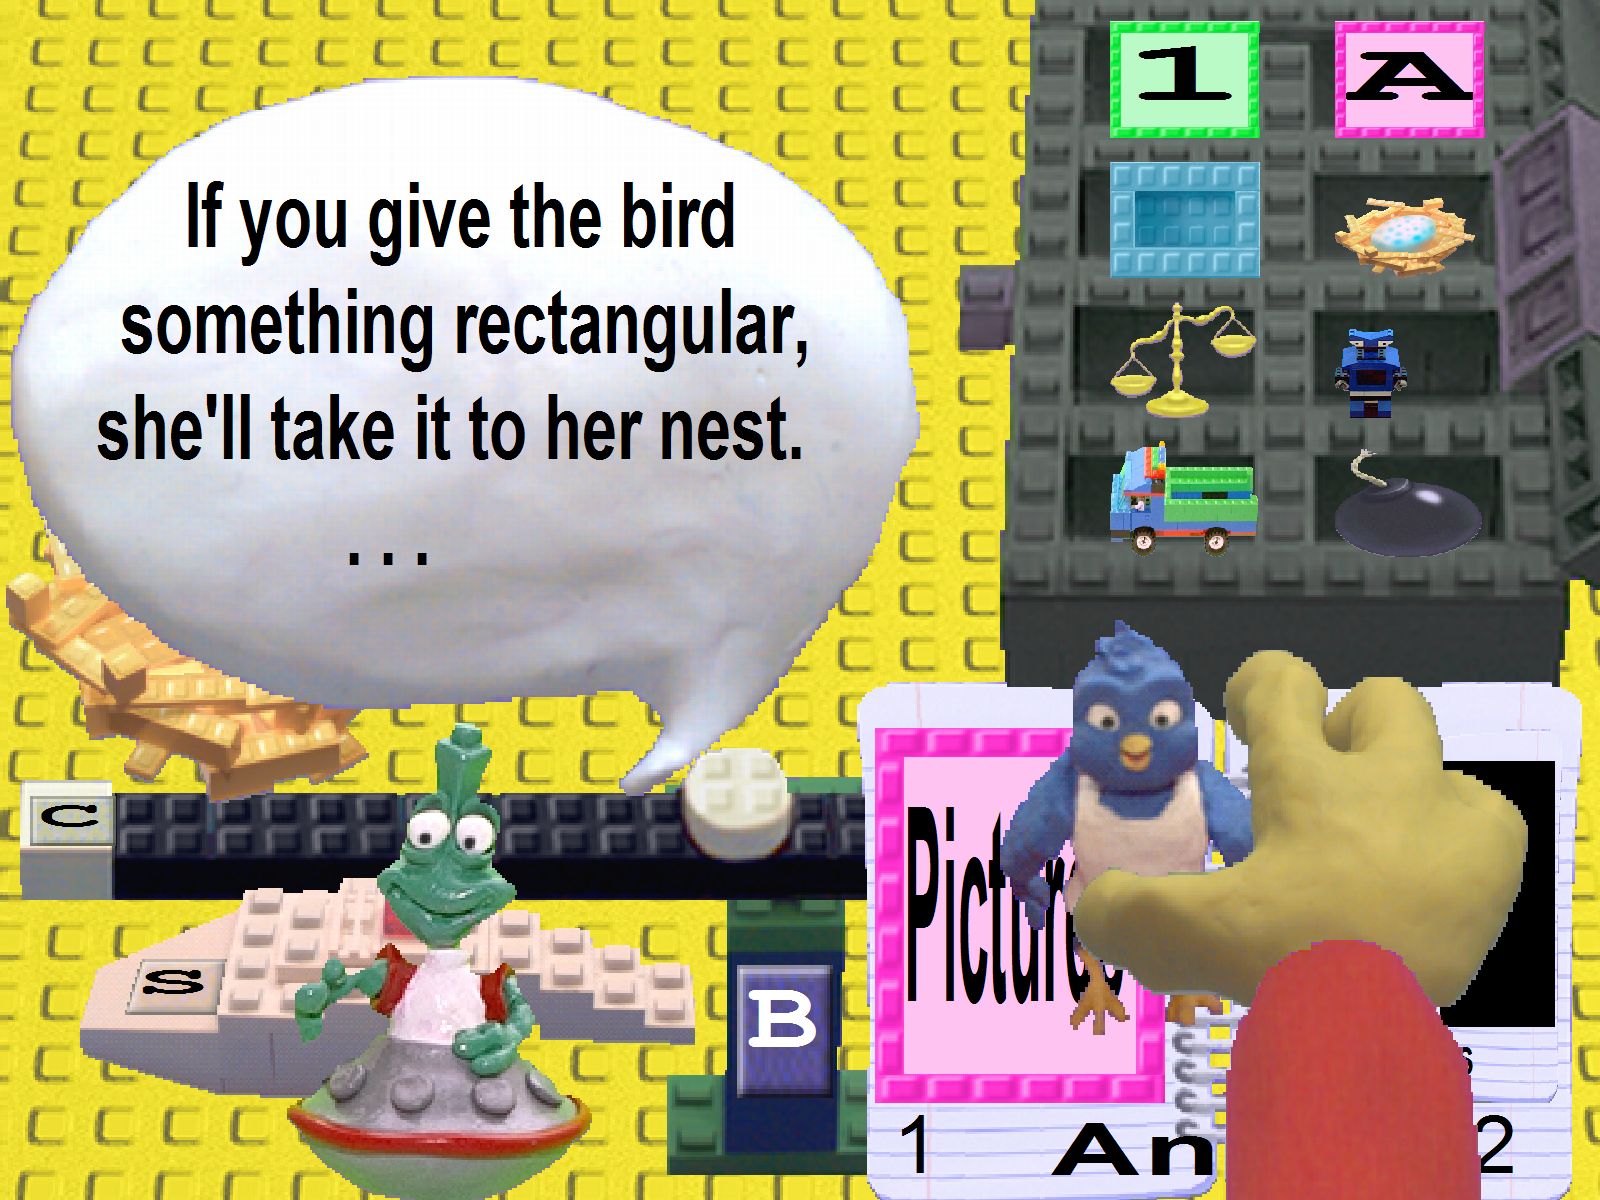 If you give the bird
something rectangular,
she'll take it to her nest.
. . .
1
A
C
S
B
1
An
2